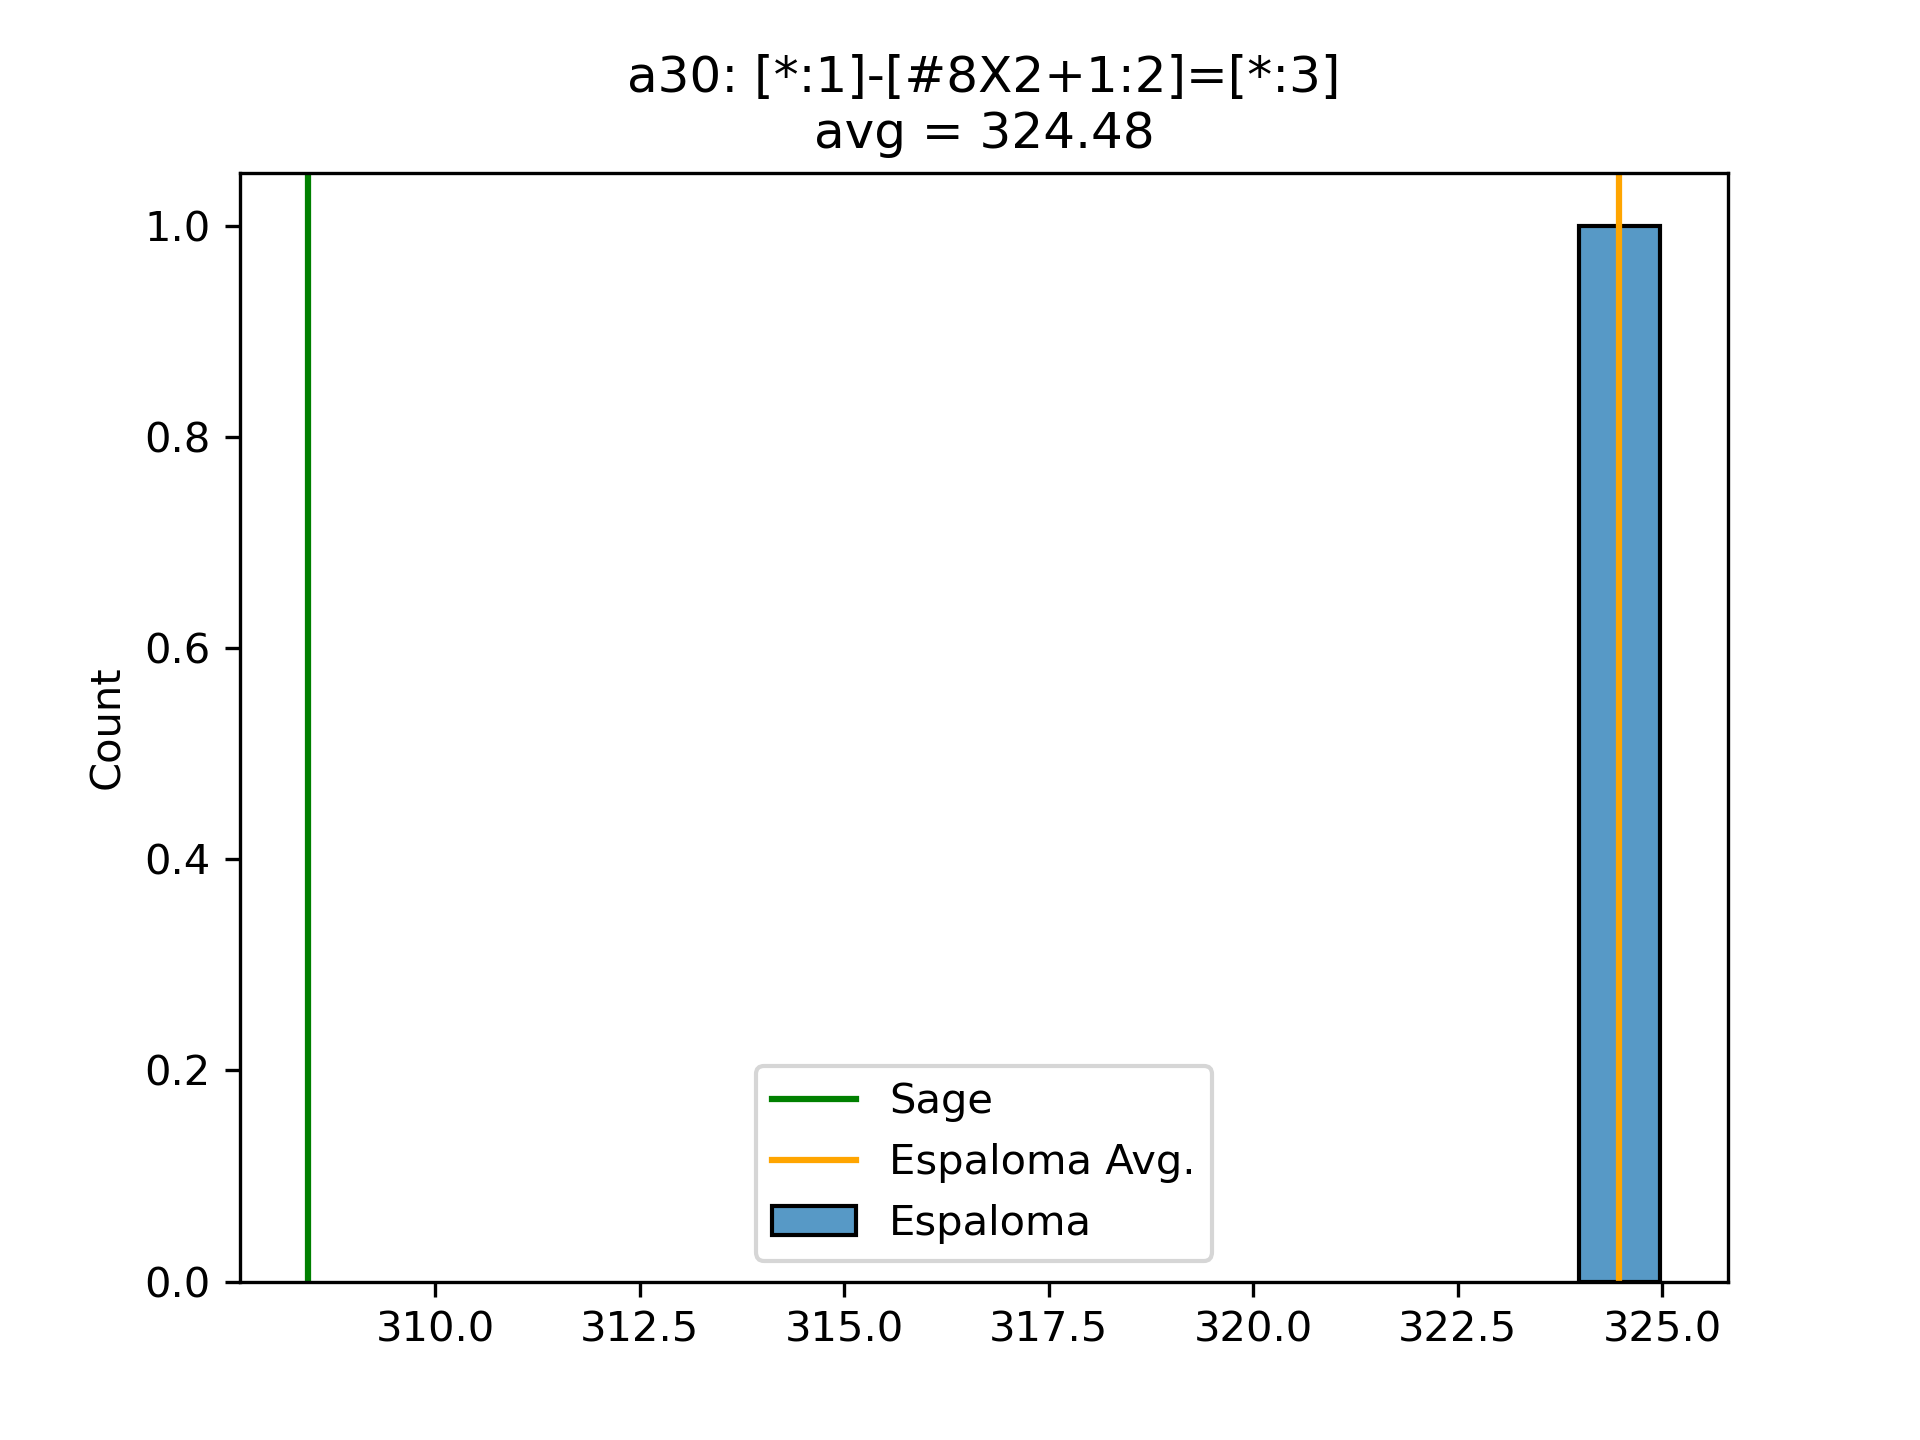 a30: [*:1]-[#8X2+1:2]=[*:3]
avg = 324.48
1.0
0.8
0.6
0.4
0.2
0.0
Count
Sage
Espaloma Avg.
Espaloma
310.0 312.5 315.0 317.5 320.0 322.5 325.0